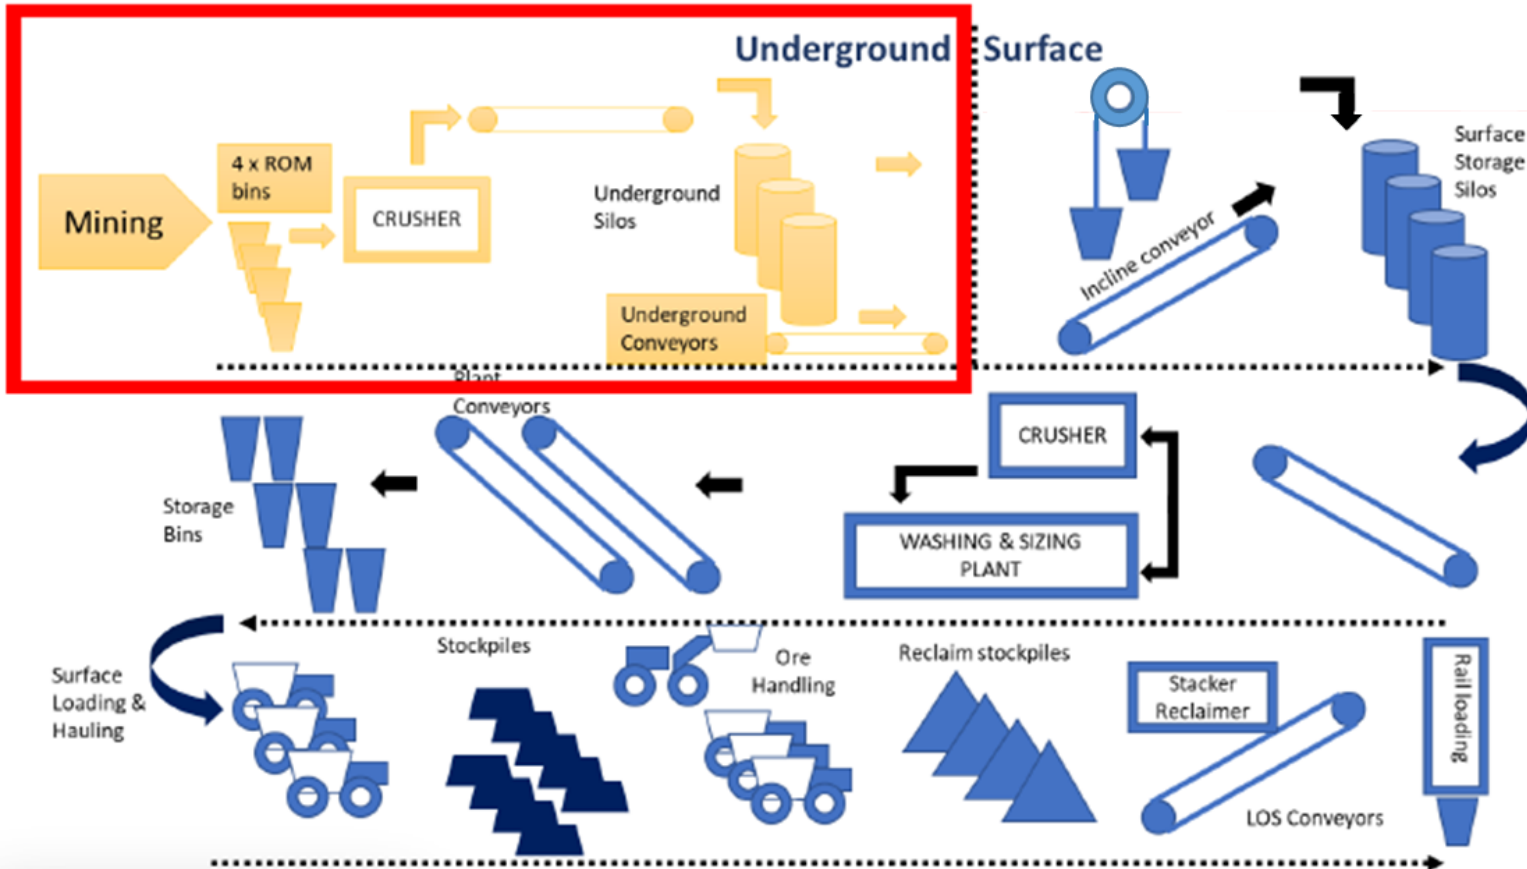 Underground
Surface
4 x ROM
bins
Mining
CRUSHER
Underground
Silos
Underground
Conveyors
Incline conveyor
Surface
Storage
Silos
Plant
Conveyors
Storage
Bins
CRUSHER
WASHING & SIZING
PLANT
Surface
Loading &
Hauling
Stockpiles
Ore
Handling
Reclaim stockpiles
Stacker
Reclaimer
LOS Conveyors
Rail loading